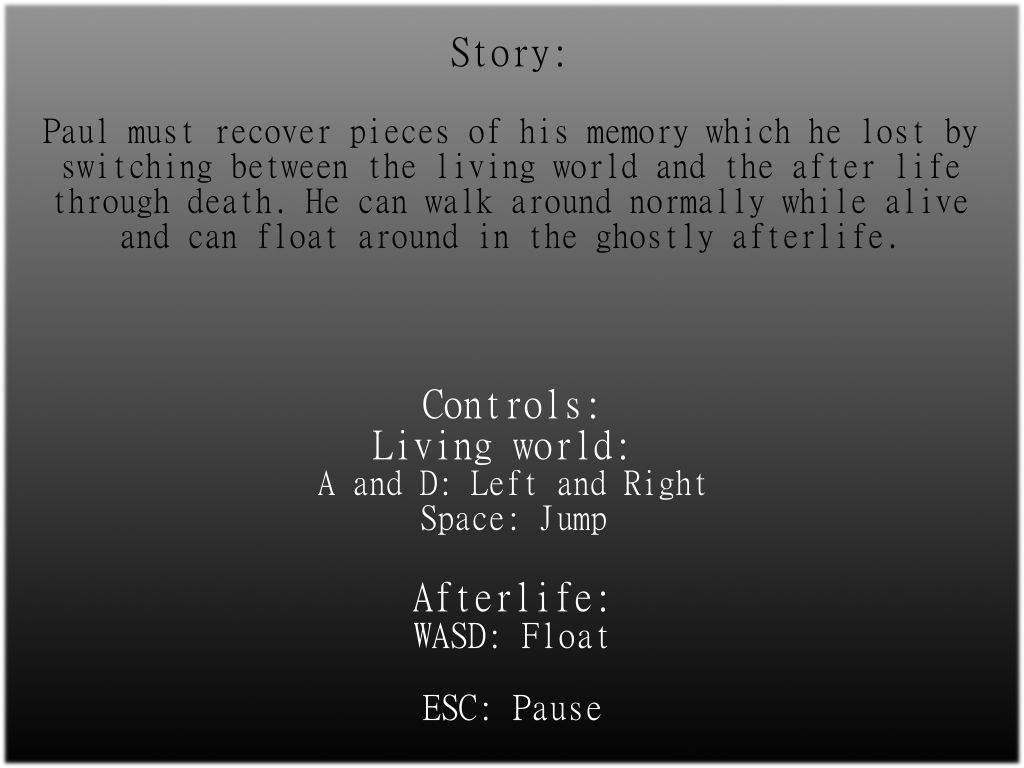 Story:
Paul must recover pieces of his memory which he lost by
switching between the living world and the after life
through death. He can walk around normally while alive
and can float around in the ghostly afterlife.
Controls:
Living world:
A and D: Left and Right
Space: Jump
Afterlife:
WASD: Float
ESC: Pause